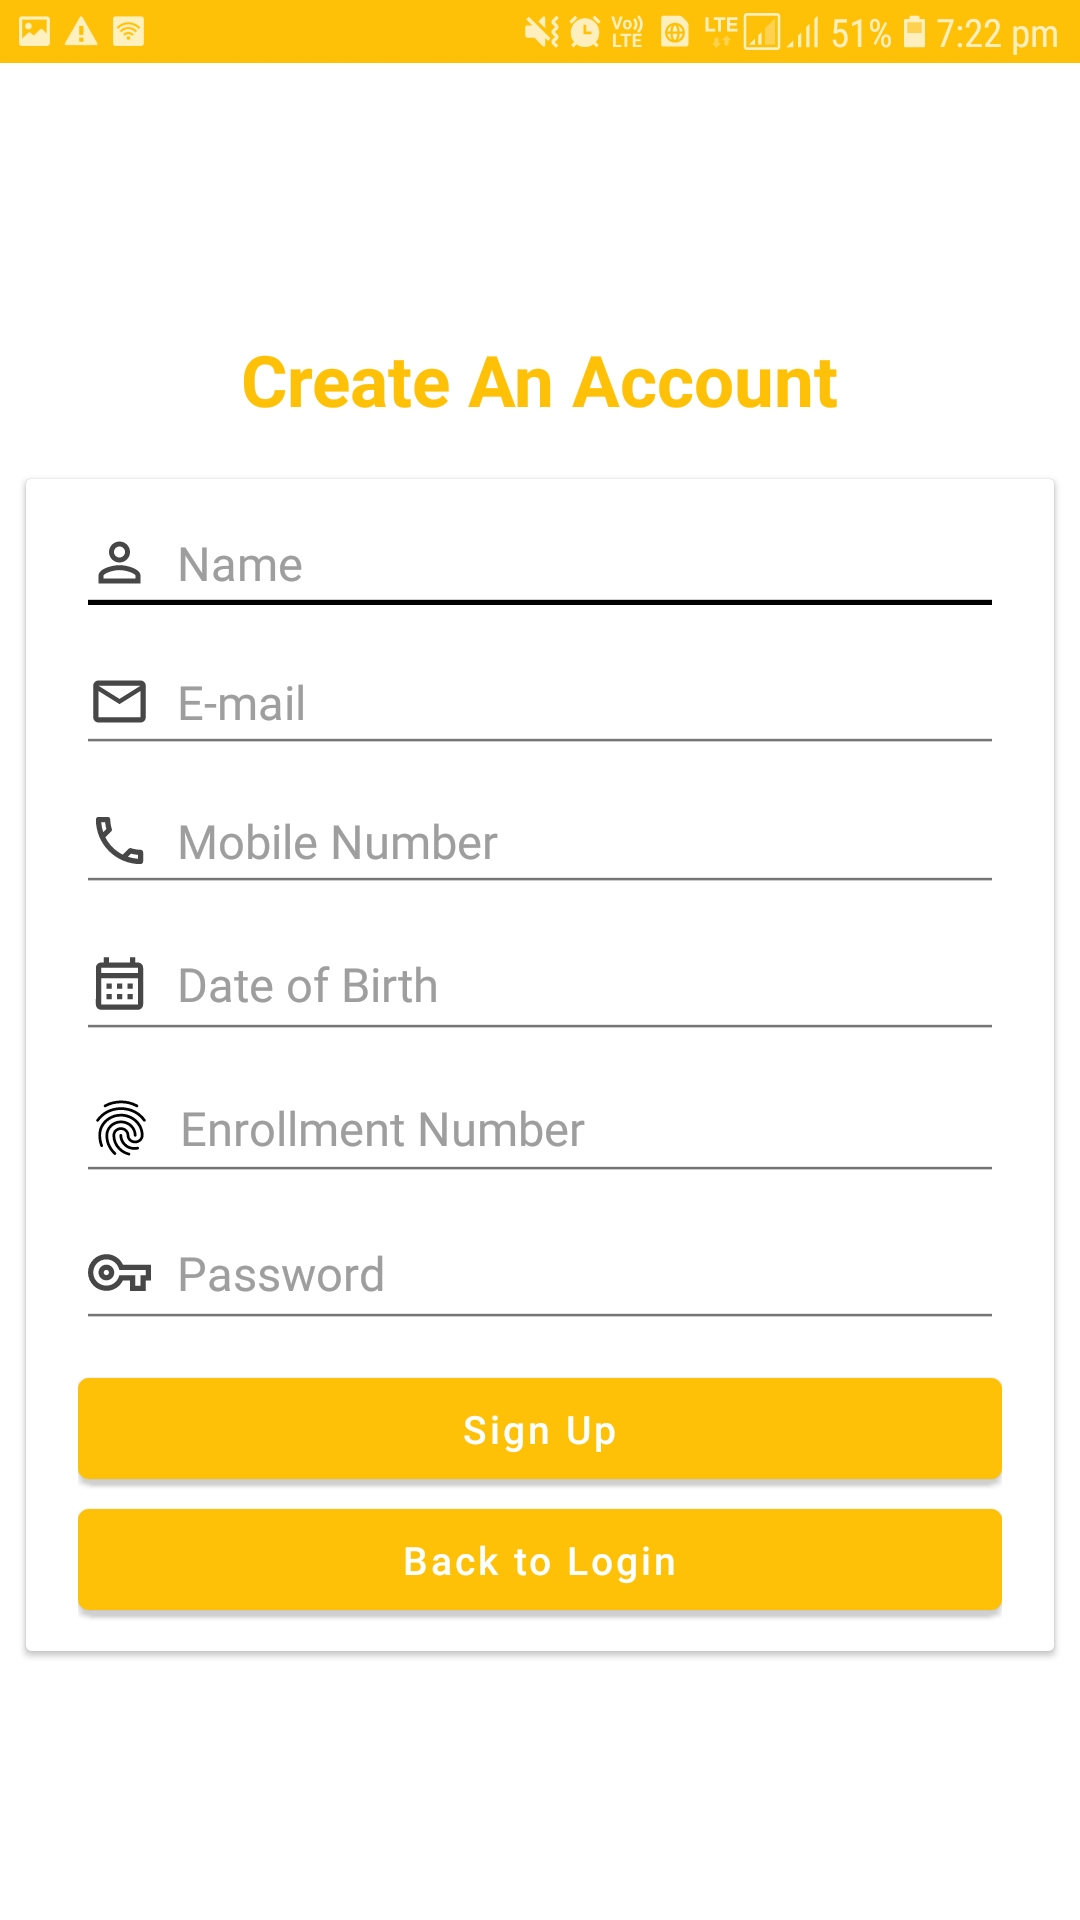 Vo)) LTE LTE 51% 7:22 pm
Create An Account
Name
E-mail
Mobile Number
Date of Birth
Enrollment Number
Password
Sign Up
Back to Login